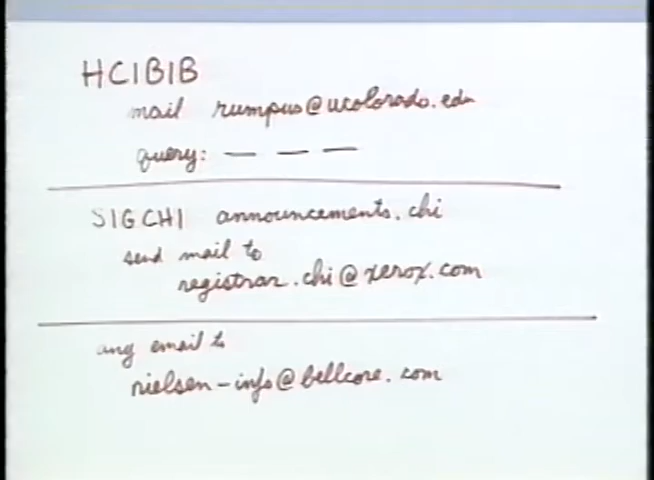 HCIBIB
mail rumpus@ucolorado.edu
query: — — —
SIGCHI announcements.chi
send mail to
registrar.chi@xerox.com
any email to
nielsen-info@bellcore.com